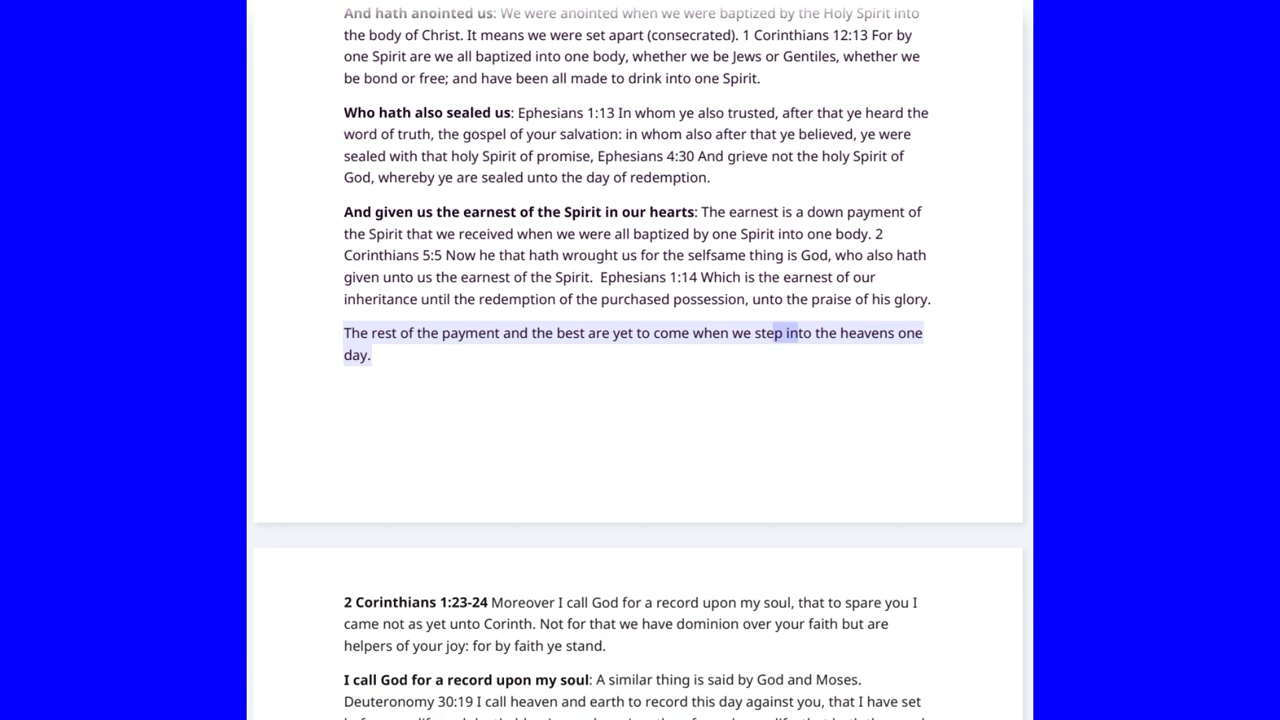 And hath anointed us: We were anointed when we were baptized by the Holy Spirit into
the body of Christ. It means we were set apart (consecrated). 1 Corinthians 12:13 For by
one Spirit are we all baptized into one body, whether we be Jews or Gentiles, whether we
be bond or free; and have been all made to drink into one Spirit.
Who hath also sealed us: Ephesians 1:13 In whom ye also trusted, after that ye heard the
word of truth, the gospel of your salvation: in whom also after that ye believed, ye were
sealed with that holy Spirit of promise, Ephesians 4:30 And grieve not the holy Spirit of
God, whereby ye are sealed unto the day of redemption.
And given us the earnest of the Spirit in our hearts: The earnest is a down payment of
the Spirit that we received when we were all baptized by one Spirit into one body. 2
Corinthians 5:5 Now he that hath wrought us for the selfsame thing is God, who also hath
given unto us the earnest of the Spirit.  Ephesians 1:14 Which is the earnest of our
inheritance until the redemption of the purchased possession, unto the praise of his glory.
The rest of the payment and the best are yet to come when we step into the heavens one
day.
2 Corinthians 1:23-24 Moreover I call God for a record upon my soul, that to spare you I
came not as yet unto Corinth. Not for that we have dominion over your faith but are
helpers of your joy: for by faith ye stand.
I call God for a record upon my soul: A similar thing is said by God and Moses.
Deuteronomy 30:19 I call heaven and earth to record this day against you, that I have set